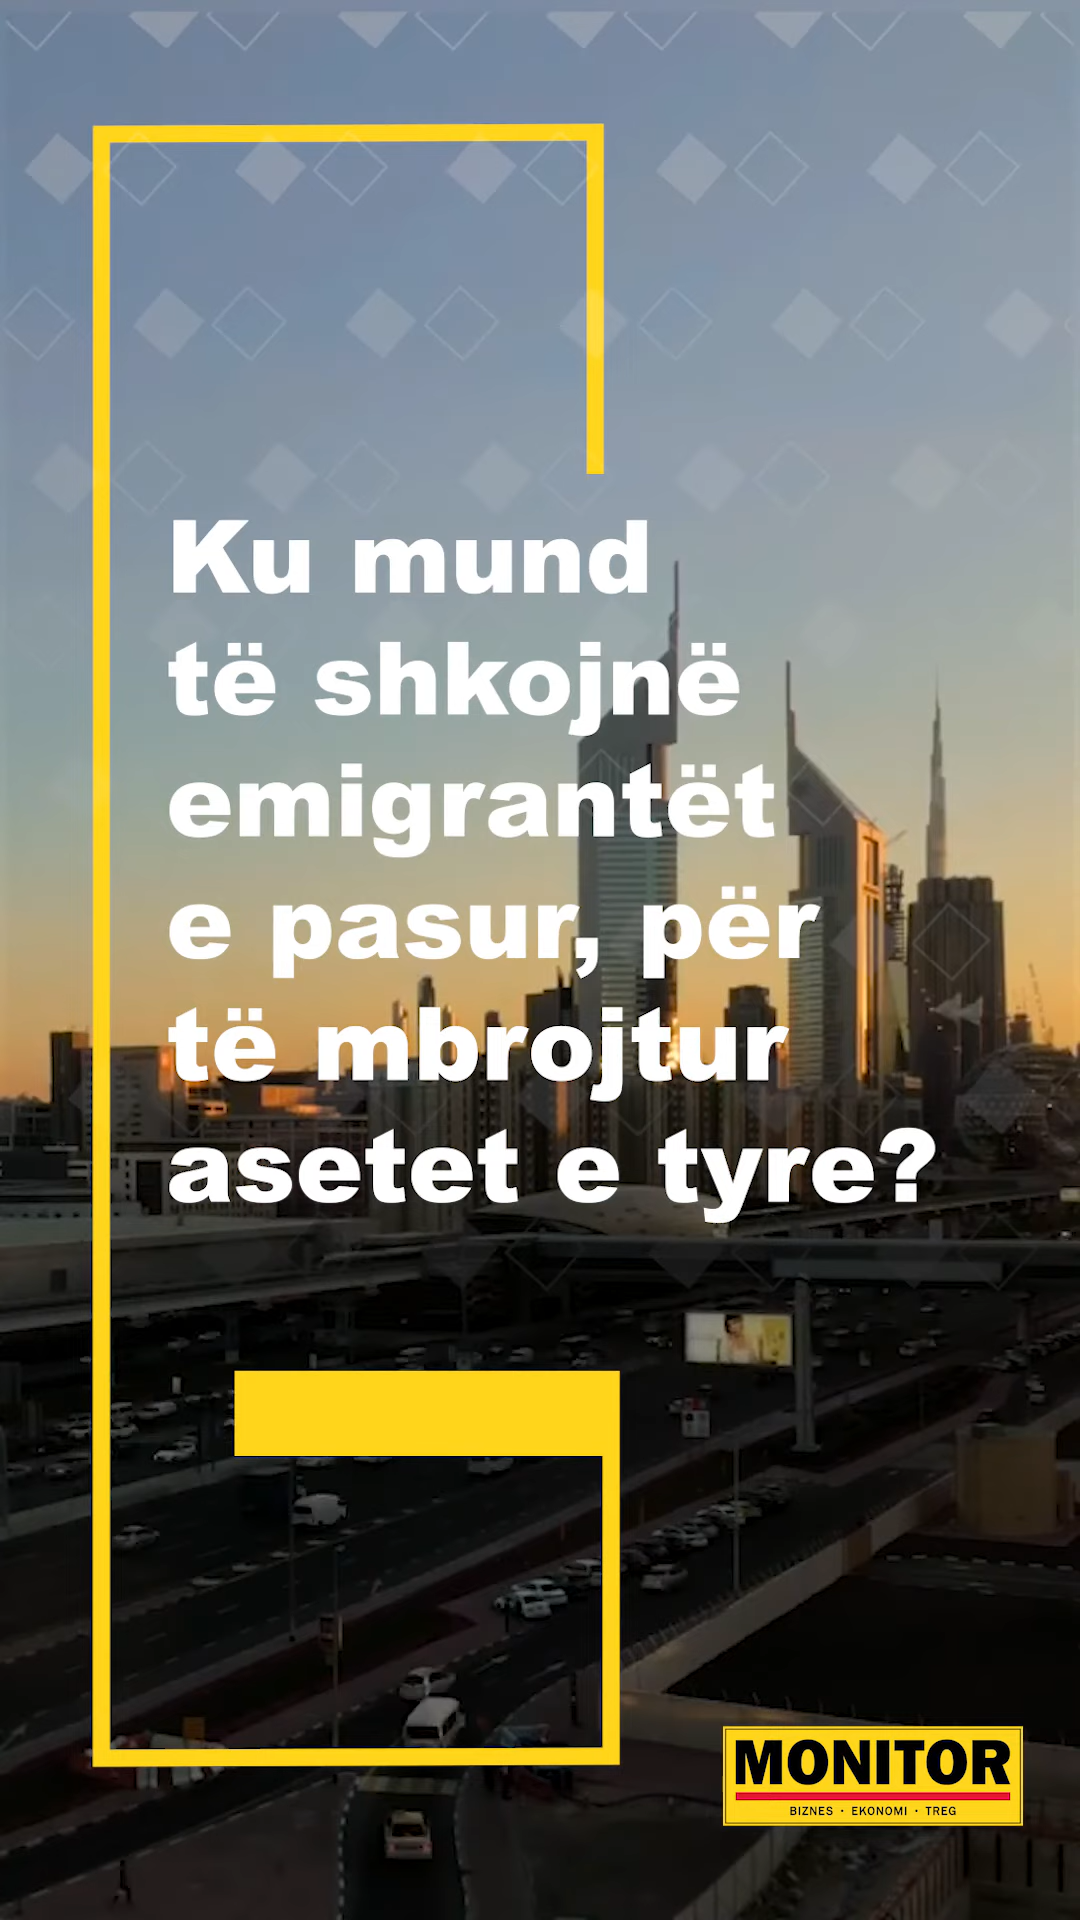 Ku mund
të shkojnë
emigrantët
e pasur, për
të mbrojtur
asetet e tyre?
MONITOR
BIZNES · EKONOMI · TREG